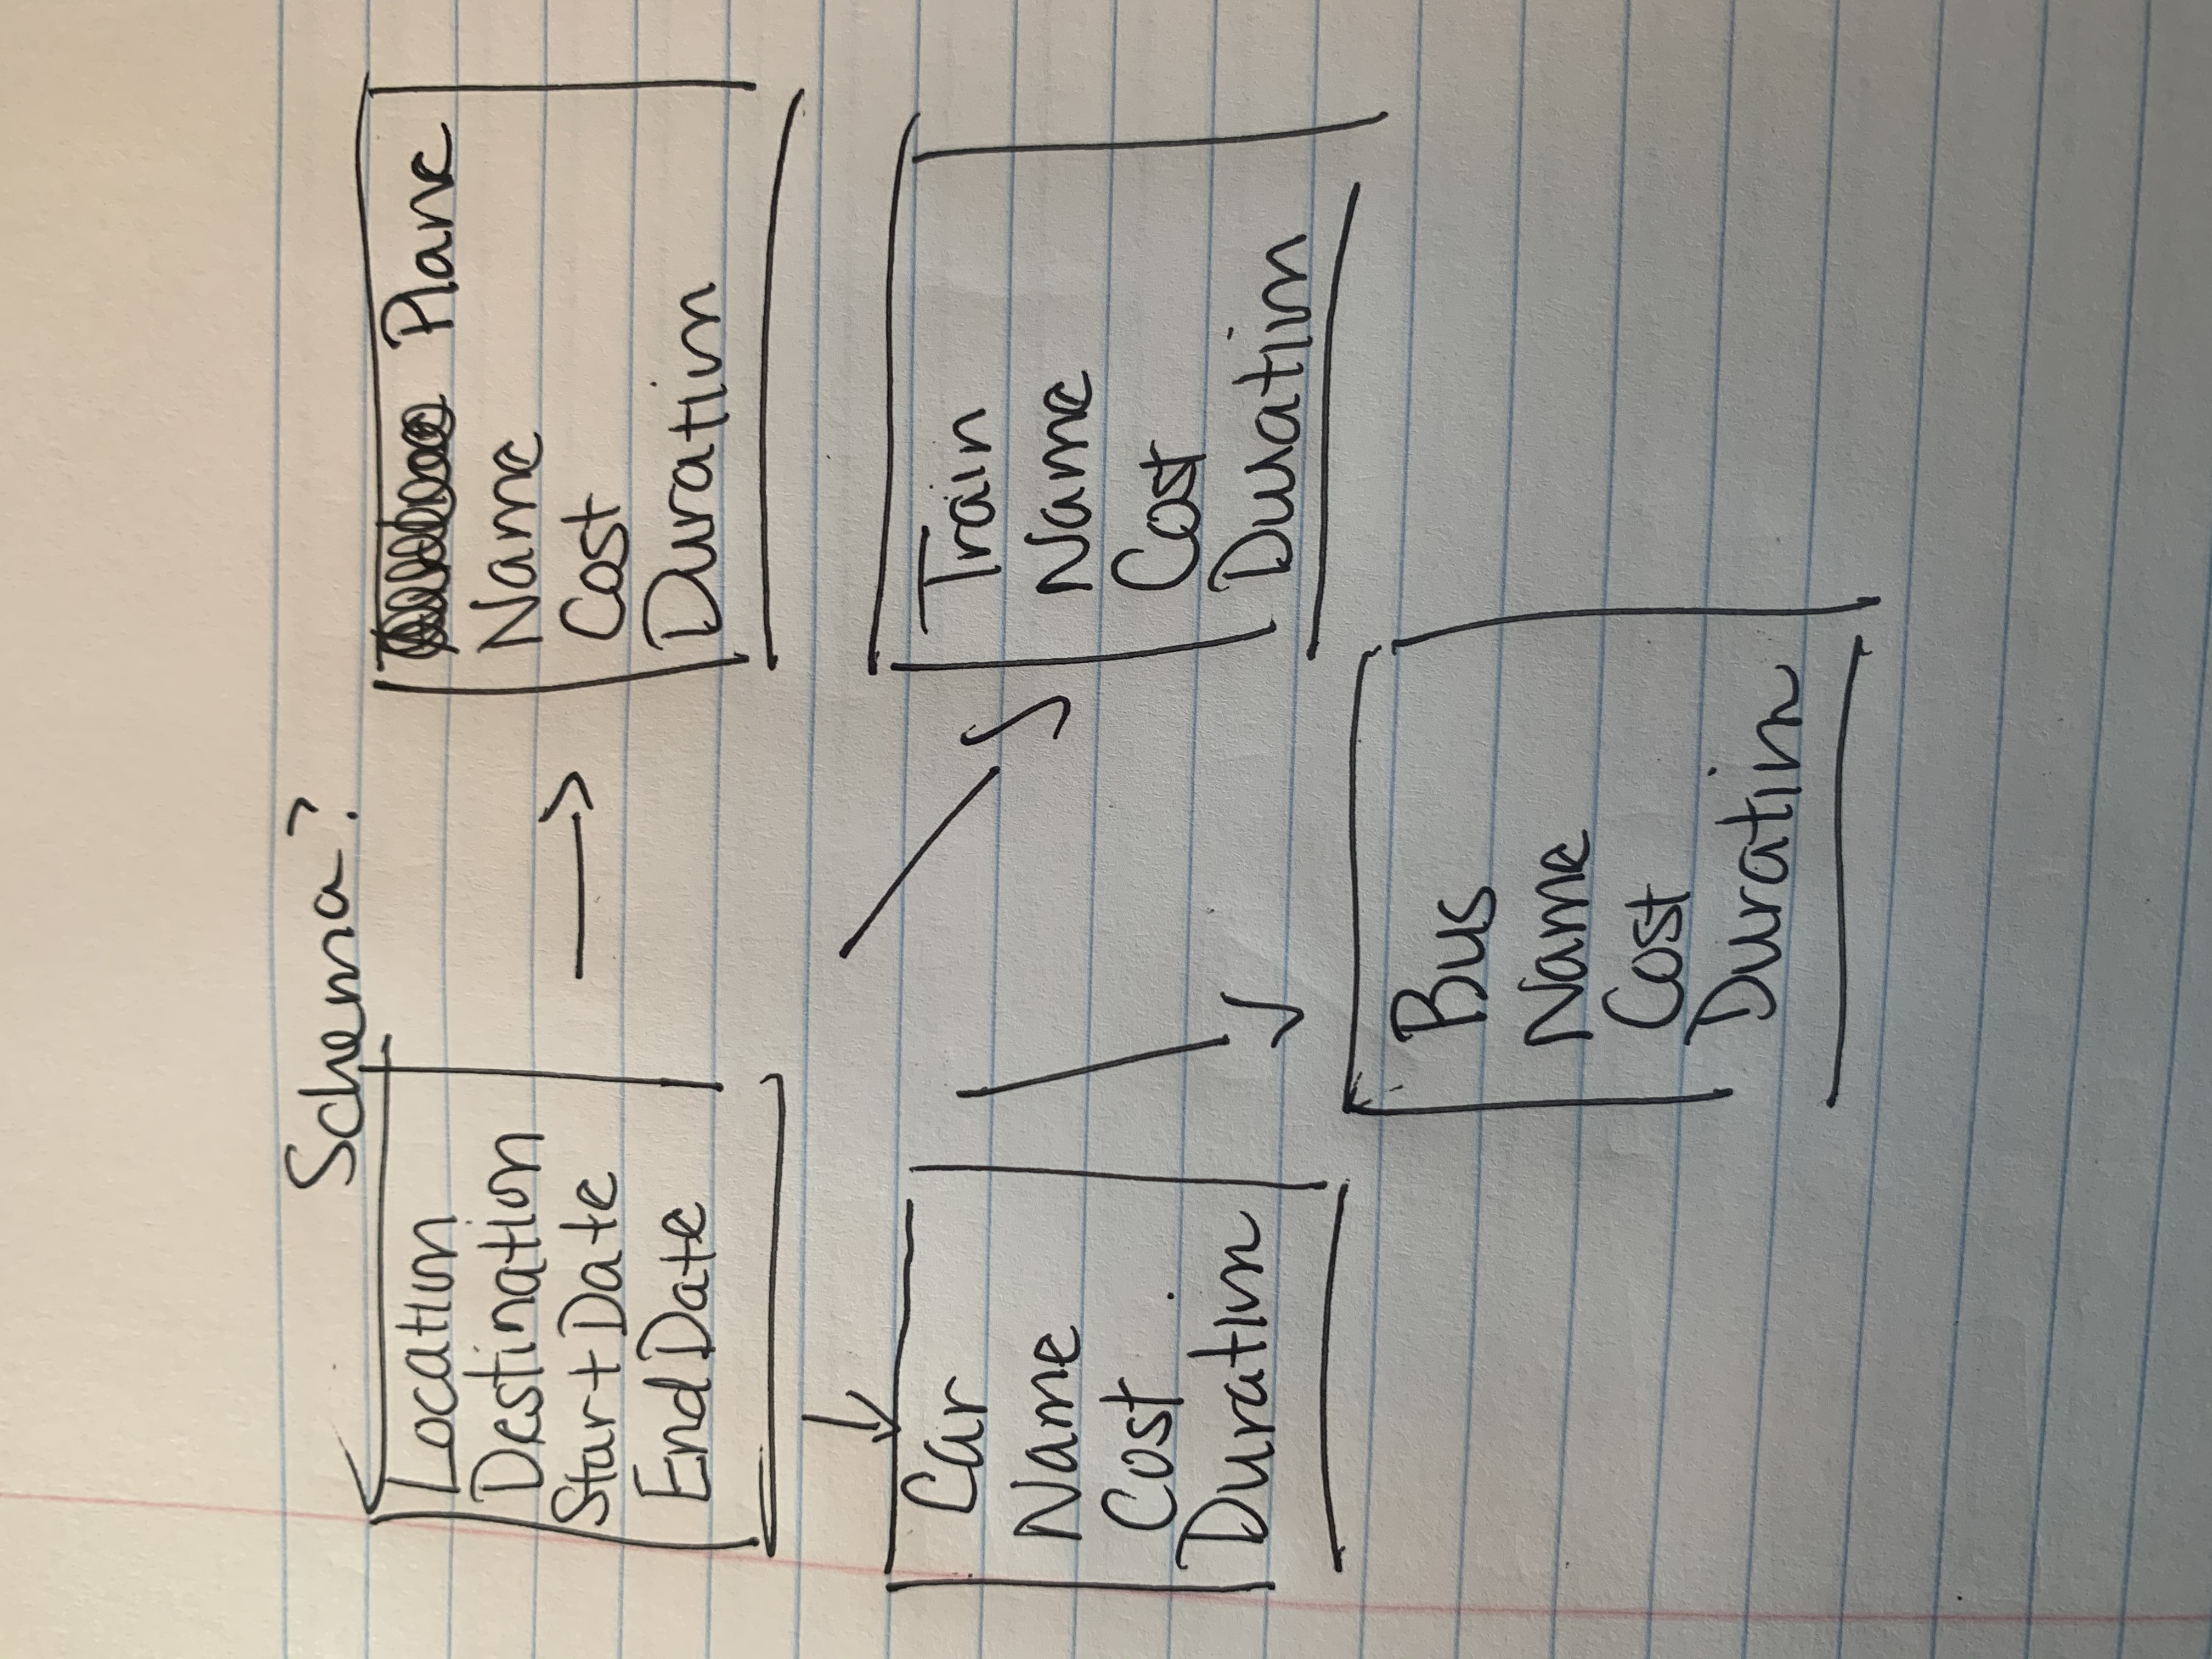 Schema?
Location
Destination
Start Date
End Date
Plane
Name
Cost
Duration
Car
Name
Cost
Duration
Train
Name
Cost
Duration
Bus
Name
Cost
Duration